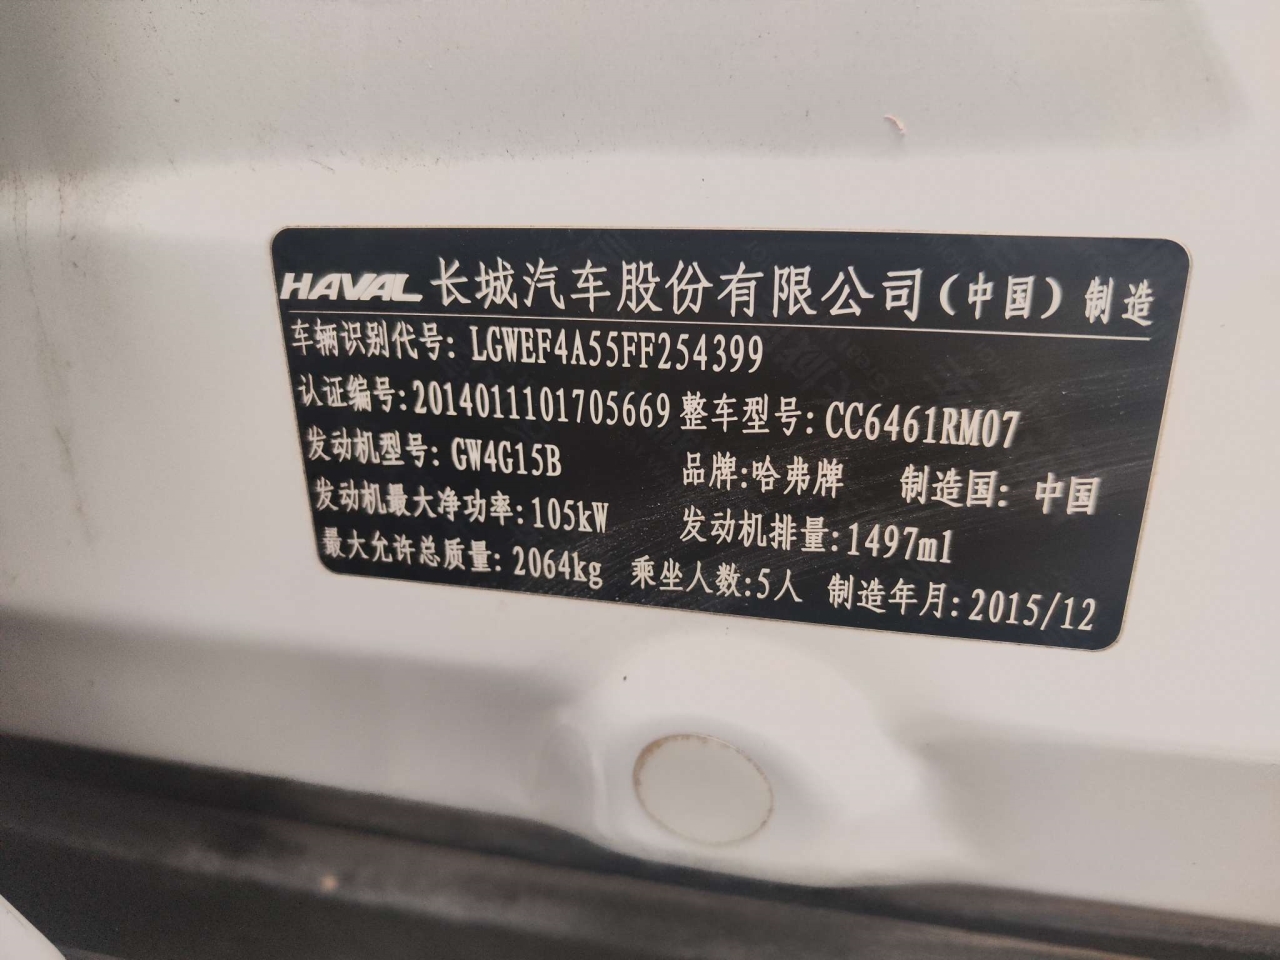 HAVAL 长城汽车股份有限公司(中国)制造
车辆识别代号: LGWEF4A55FF254399
认证编号:2014011101705669 整车型号: CC6461RM07
发动机型号: GW4G15B 品牌:哈弗牌 制造国: 中国
发动机最大净功率:105kW 发动机排量:1497ml
最大允许总质量: 2064kg 乘坐人数:5人 制造年月: 2015/12